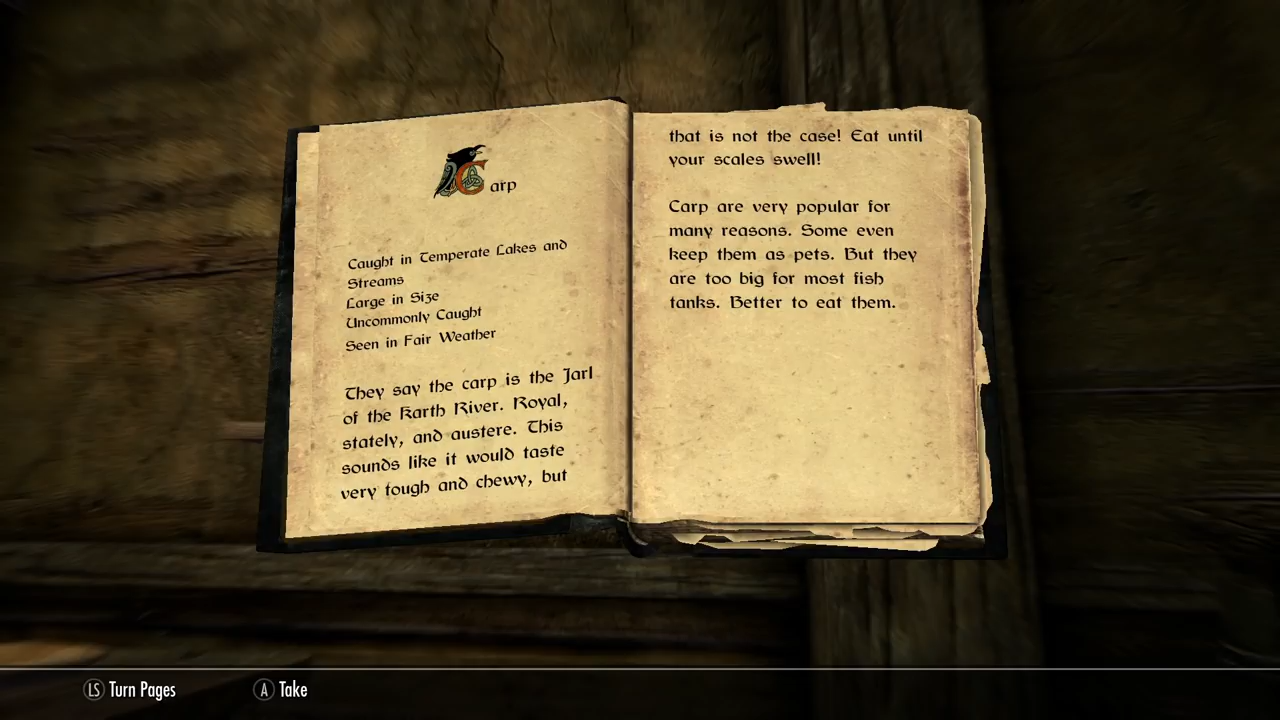 Carp
Caught in Temperate Lakes and
Streams
Large in Size
Uncommonly Caught
Seen in Fair Weather
They say the carp is the Jarl
of the Karth River. Royal,
stately, and austere. This
sounds like it would taste
very tough and chewy, but
that is not the case! Eat until
your scales swell!
Carp are very popular for
many reasons. Some even
keep them as pets. But they
are too big for most fish
tanks. Better to eat them.
LS Turn Pages
A Take